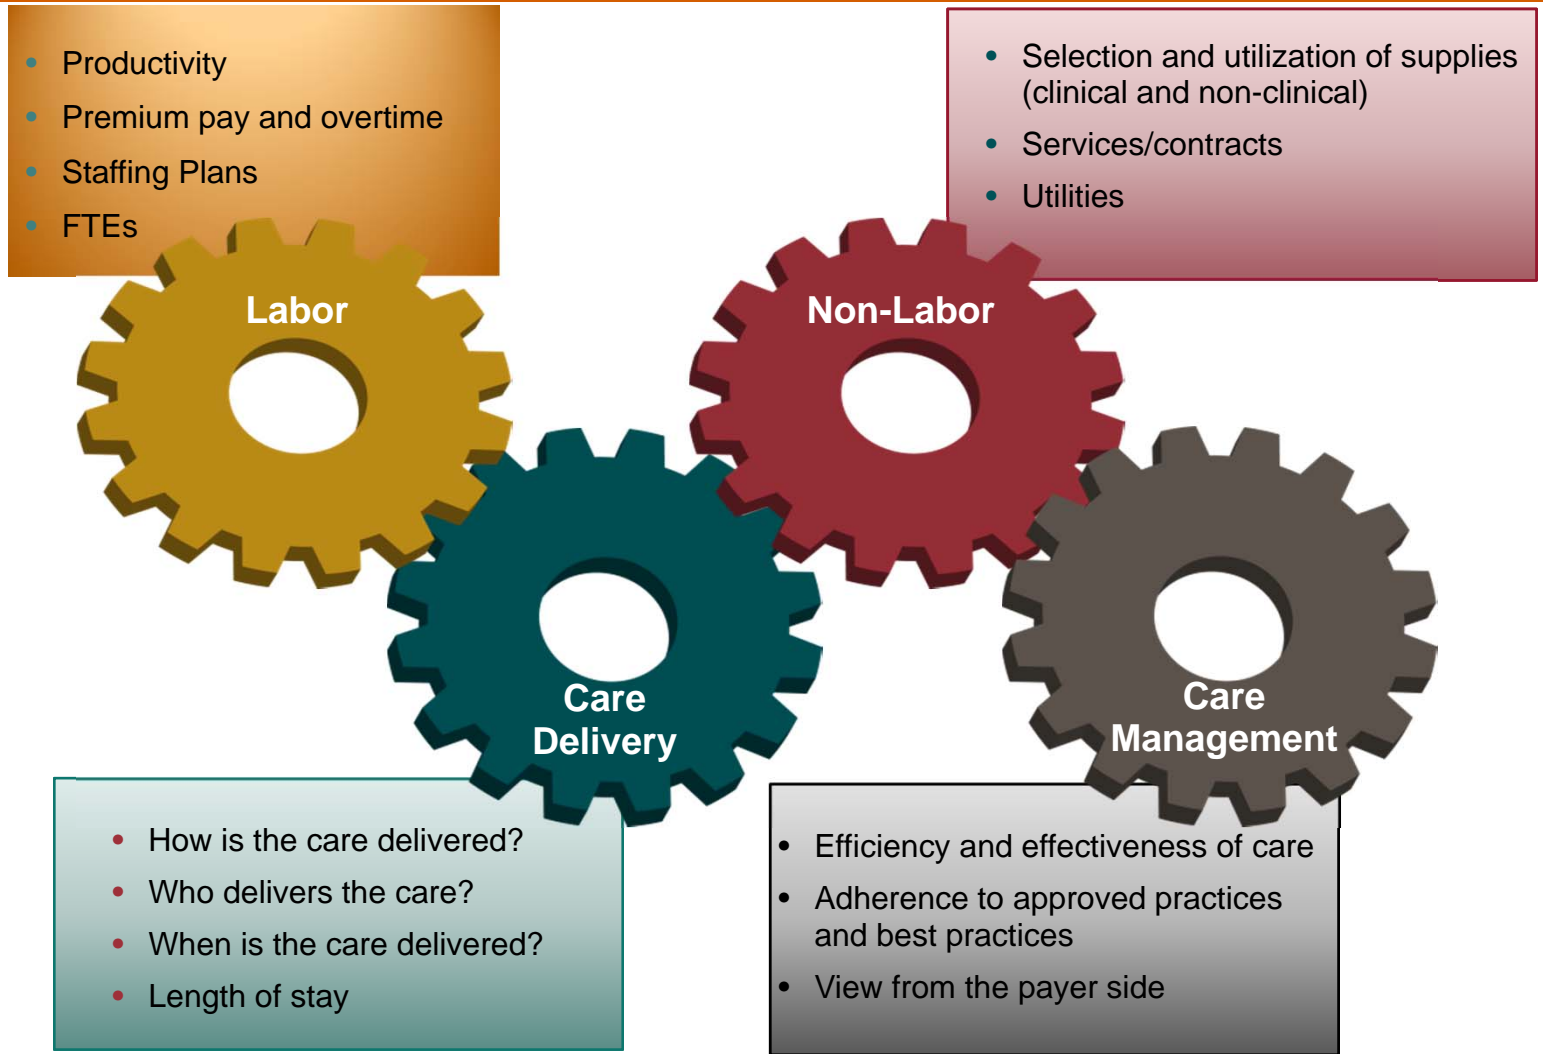 • Productivity
• Premium pay and overtime
• Staffing Plans
• FTEs
• Selection and utilization of supplies
(clinical and non-clinical)
• Services/contracts
• Utilities
Labor
Non-Labor
Care
Delivery
Care
Management
• How is the care delivered?
• Who delivers the care?
• When is the care delivered?
• Length of stay
• Efficiency and effectiveness of care
• Adherence to approved practices
and best practices
• View from the payer side